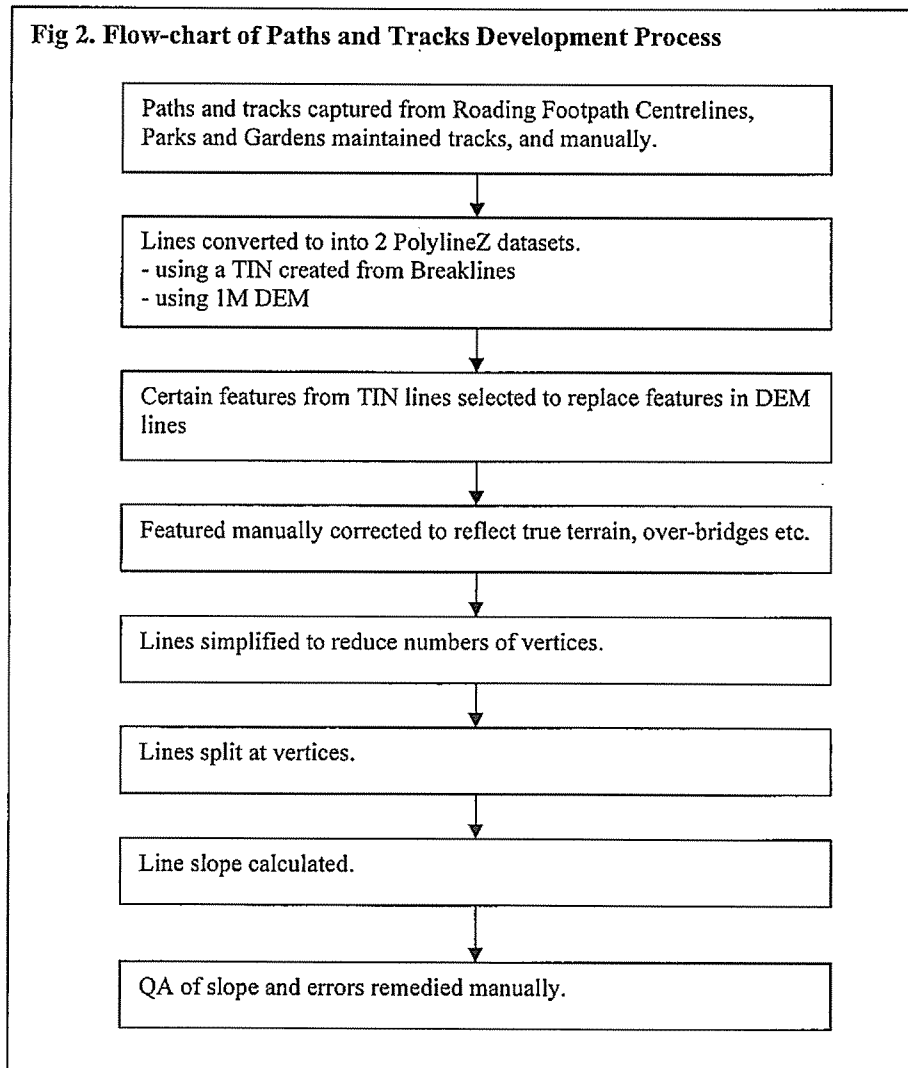 Fig 2. Flow-chart of Paths and Tracks Development Process
Paths and tracks captured from Roading Footpath Centrelines,
Parks and Gardens maintained tracks, and manually.
Lines converted to into 2 PolylineZ datasets.
- using a TIN created from Breaklines
- using 1M DEM
Certain features from TIN lines selected to replace features in DEM
lines
Featured manually corrected to reflect true terrain, over-bridges etc.
Lines simplified to reduce numbers of vertices.
Lines split at vertices.
Line slope calculated.
QA of slope and errors remedied manually.